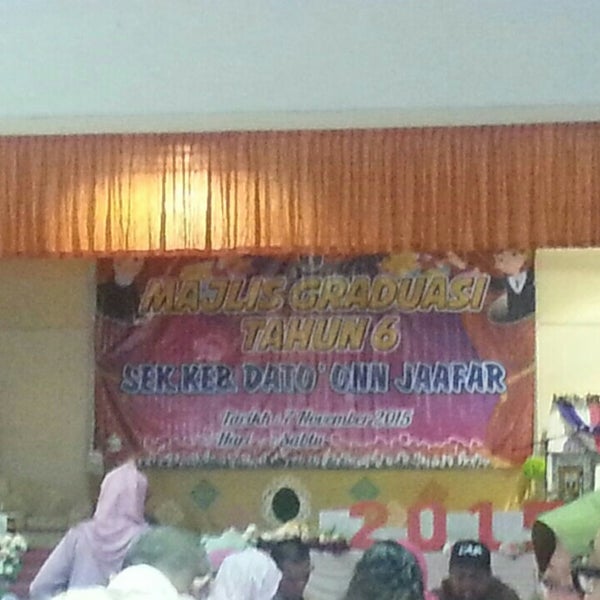 MAJLIS GRADUASI
TAHUN 6
SEK. KEB. DATO' ONN JAAFAR
Tarikh : 7 November 2015
Hari : Sabtu
2015